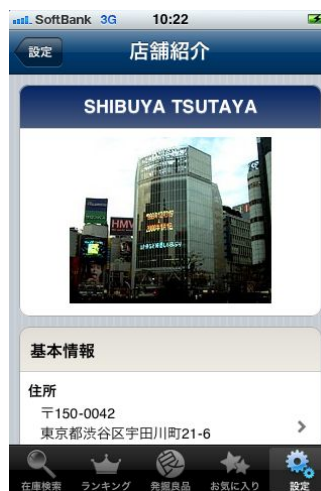 SoftBank 3G 10:22
設定 店舗紹介
SHIBUYA TSUTAYA
HMV
基本情報
住所
〒150-0042
東京都渋谷区宇田川町21-6
在庫検索 ランキング 発掘良品 お気に入り 設定